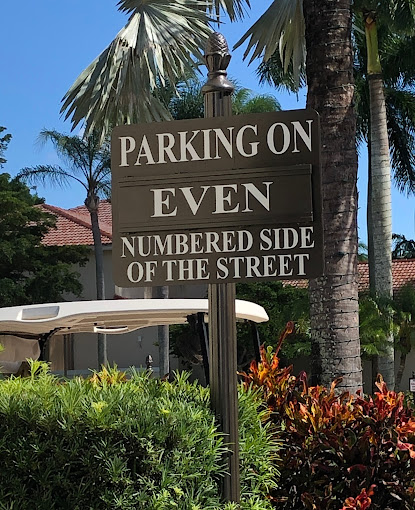 PARKING ON
EVEN
NUMBERED SIDE
OF THE STREET